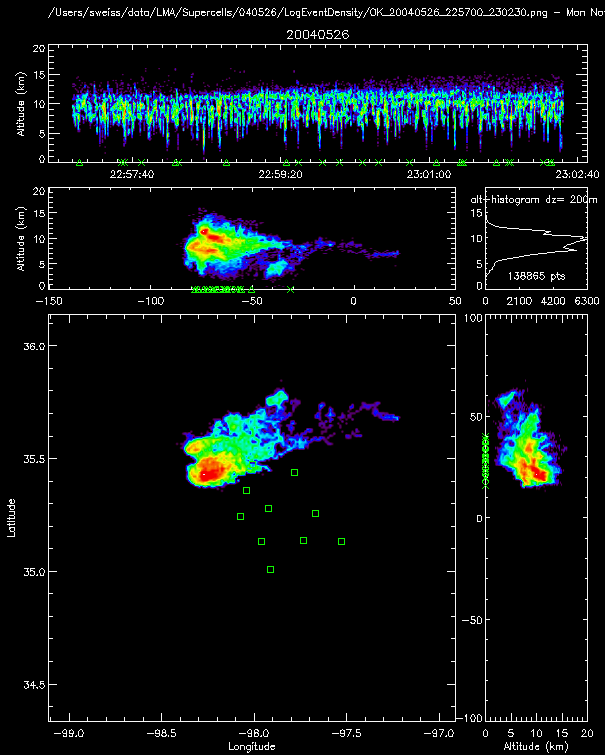 /Users/sweiss/data/LMA/Supercells/040526/LogEventDensity/OK_20040526_225700_230230.png − Mon No
20040526
Altitude (km)
20
15
10
5
0
22:57:40 22:59:20 23:01:00 23:02:40
Altitude (km)
20
15
10
5
0
−150 −100 −50 0 50
alt−histogram dz= 200m
20
15
10
5
0
138865 pts
0 2100 4200 6300
Latitude
36.0
35.5
35.0
34.5
−99.0 −98.5 −98.0 −97.5 −97.0
Longitude
100
50
0
−50
−100
0 5 10 15 20
Altitude (km)